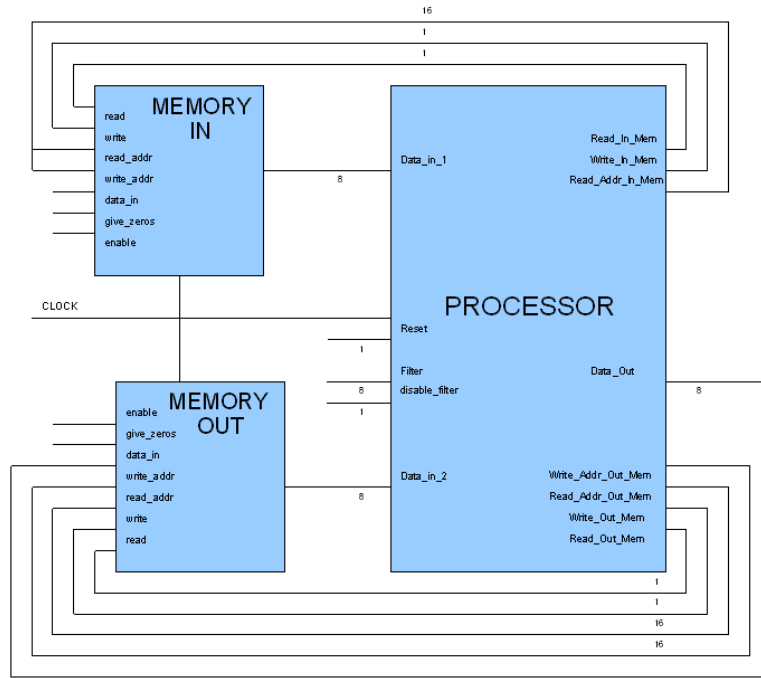 16
1
1
MEMORY
IN
read
write
read_addr
write_addr
data_in
give_zeros
enable
8
Data_in_1
Read_In_Mem
Write_In_Mem
Read_Addr_In_Mem
CLOCK
PROCESSOR
Reset
1
Filter
8
disable_filter
1
Data_Out
8
MEMORY
OUT
enable
give_zeros
data_in
write_addr
read_addr
write
read
8
Data_in_2
Write_Addr_Out_Mem
Read_Addr_Out_Mem
Write_Out_Mem
Read_Out_Mem
1
1
16
16